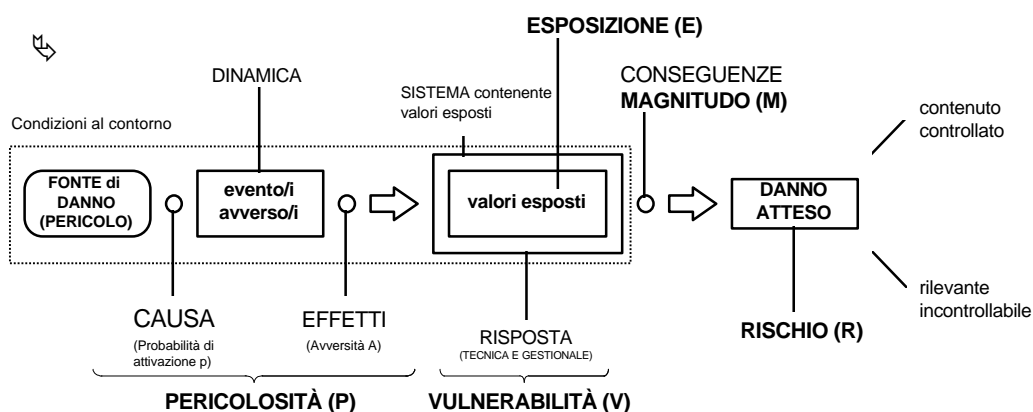 ESPOSIZIONE (E)
DINAMICA
SISTEMA contenente
valori esposti
CONSEGUENZE
MAGNITUDO (M)
contenuto
controllato
Condizioni al contorno
FONTE di
DANNO
(PERICOLO)
evento/i
avverso/i
valori esposti
DANNO
ATTESO
CAUSA
(Probabilità di
attivazione p)
EFFETTI
(Avversità A)
RISPOSTA
(TECNICA E GESTIONALE)
RISCHIO (R)
rilevante
incontrollabile
PERICOLOSITÀ (P)
VULNERABILITÀ (V)